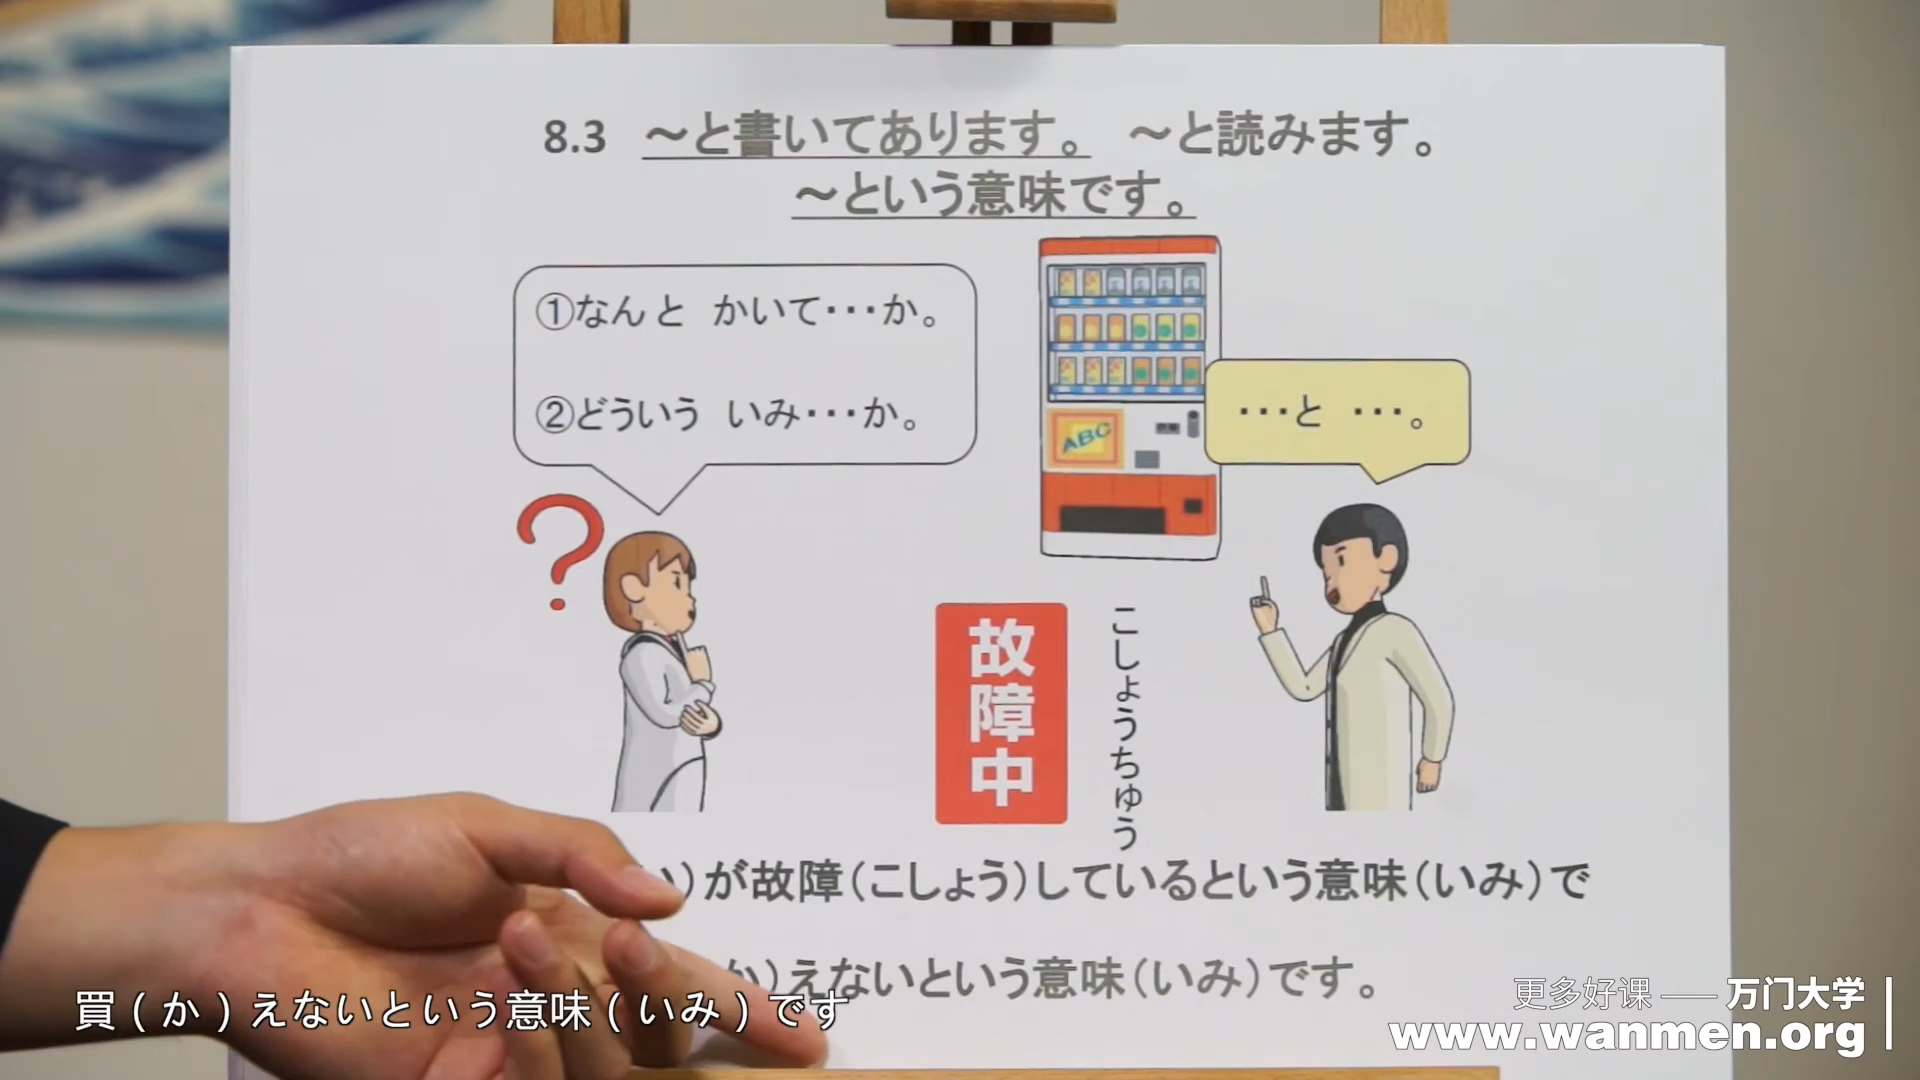 8.3 ～と書いてあります。 ～と読みます。
～という意味です。
①なんと かいて･･･か。
②どういう いみ･･･か。
･･･と ･･･。
ABC
故障中
こしょうちゅう
い）が故障（こしょう）しているという意味（いみ）で
か）えないという意味（いみ）です。
買（か）えないという意味（いみ）です
更多好课 —— 万门大学
www.wanmen.org